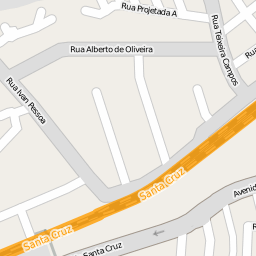 Rua Projetada A
Rua Teixeira Campos
Rua Alberto de Oliveira
Rua Ivan Pessoa
Santa Cruz
Avenid
Santa Cruz
Santa Cruz